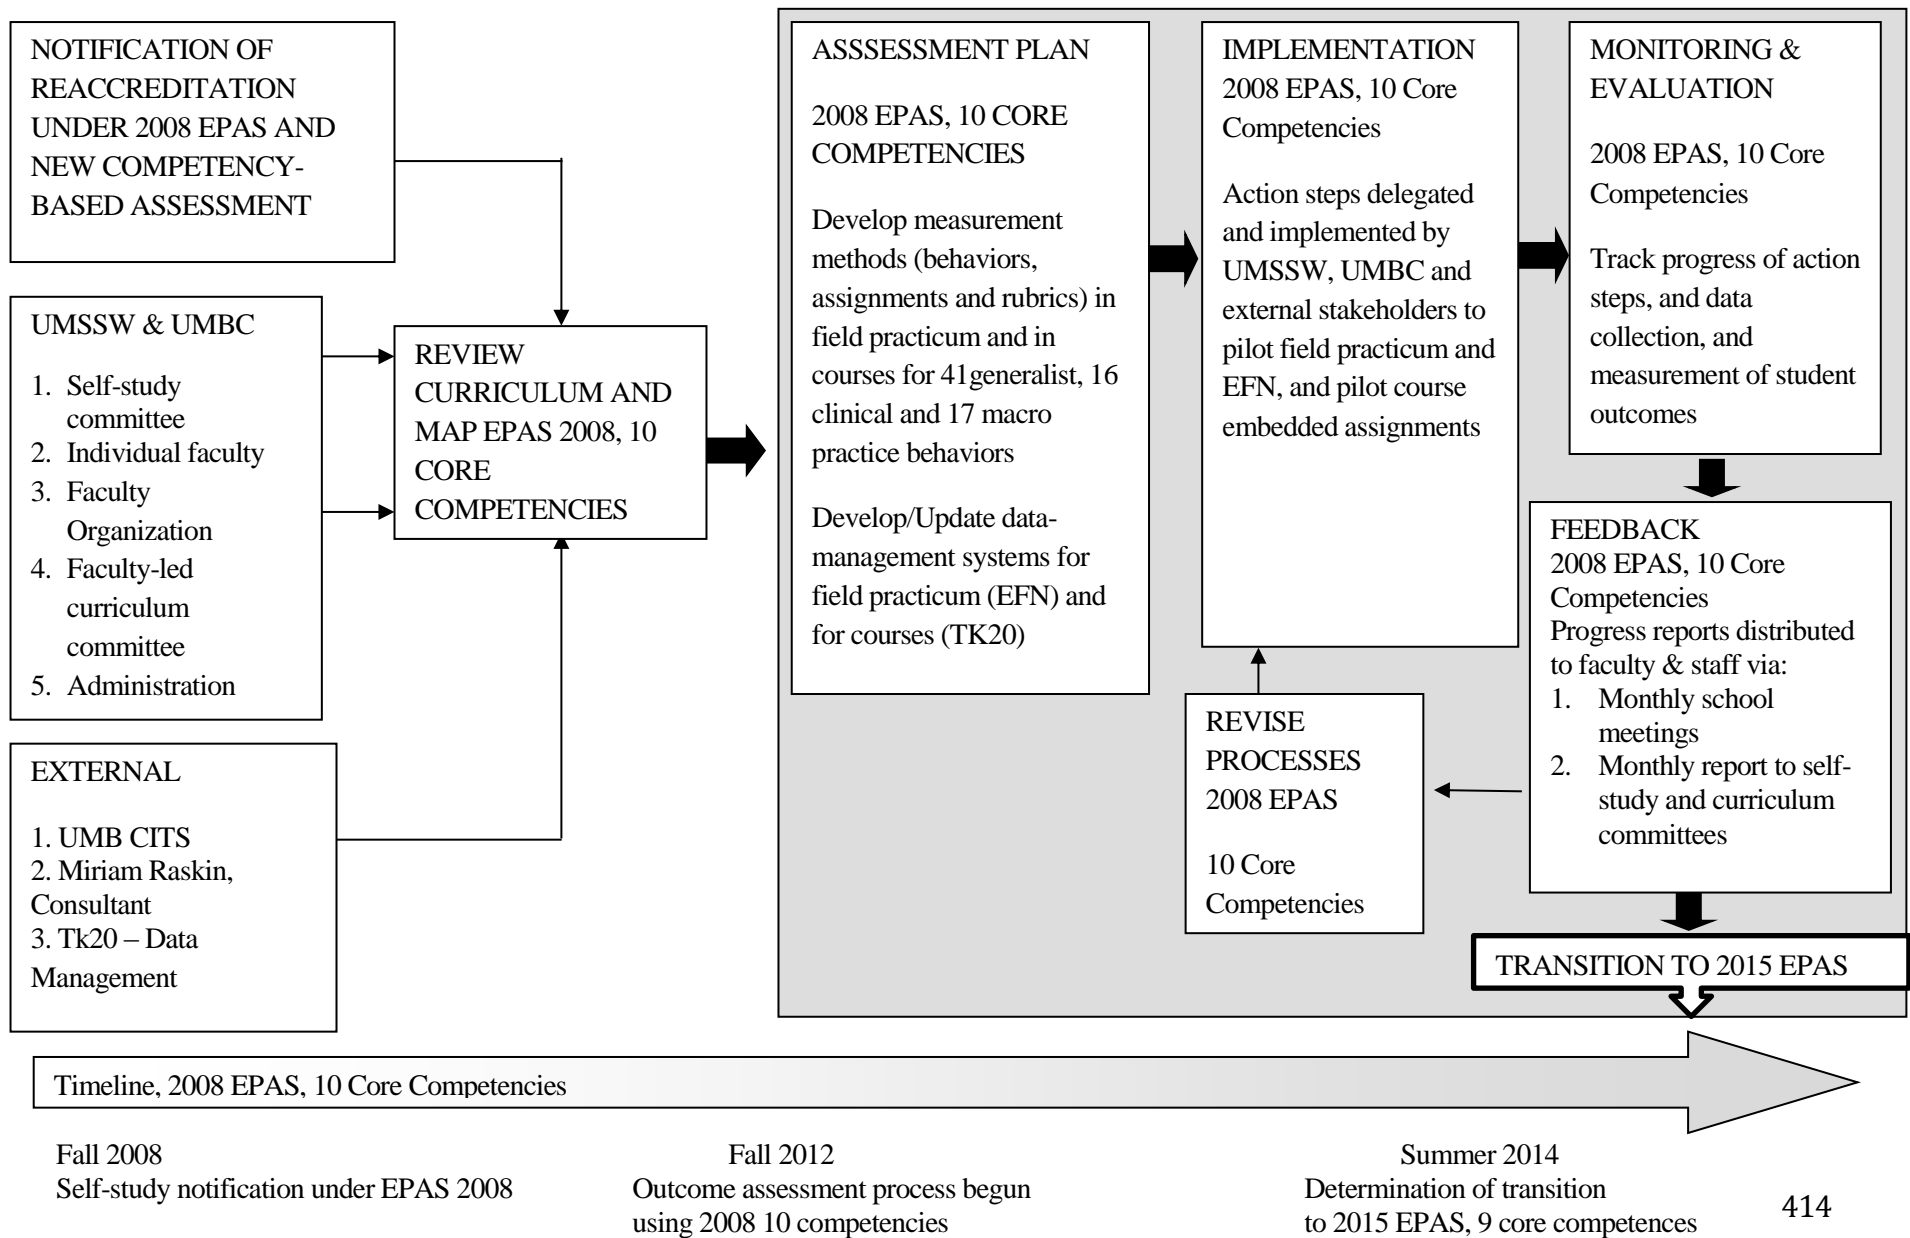 NOTIFICATION OF
REACCREDITATION
UNDER 2008 EPAS AND
NEW COMPETENCY-
BASED ASSESSMENT
UMSSW & UMBC
1. Self-study
committee
2. Individual faculty
3. Faculty
Organization
4. Faculty-led
curriculum
committee
5. Administration
EXTERNAL
1. UMB CITS
2. Miriam Raskin,
Consultant
3. Tk20 – Data
Management
REVIEW
CURRICULUM AND
MAP EPAS 2008, 10
CORE
COMPETENCIES
ASSSESSMENT PLAN
2008 EPAS, 10 CORE
COMPETENCIES
Develop measurement
methods (behaviors,
assignments and rubrics) in
field practicum and in
courses for 41generalist, 16
clinical and 17 macro
practice behaviors
Develop/Update data-
management systems for
field practicum (EFN) and
for courses (TK20)
IMPLEMENTATION
2008 EPAS, 10 Core
Competencies
Action steps delegated
and implemented by
UMSSW, UMBC and
external stakeholders to
pilot field practicum and
EFN, and pilot course
embedded assignments
MONITORING &
EVALUATION
2008 EPAS, 10 Core
Competencies
Track progress of action
steps, and data
collection, and
measurement of student
outcomes
FEEDBACK
2008 EPAS, 10 Core
Competencies
Progress reports distributed
to faculty & staff via:
1. Monthly school
meetings
2. Monthly report to self-
study and curriculum
committees
REVISE
PROCESSES
2008 EPAS
10 Core
Competencies
TRANSITION TO 2015 EPAS
Timeline, 2008 EPAS, 10 Core Competencies
Fall 2008
Self-study notification under EPAS 2008
Fall 2012
Outcome assessment process begun
using 2008 10 competencies
Summer 2014
Determination of transition
to 2015 EPAS, 9 core competences
414